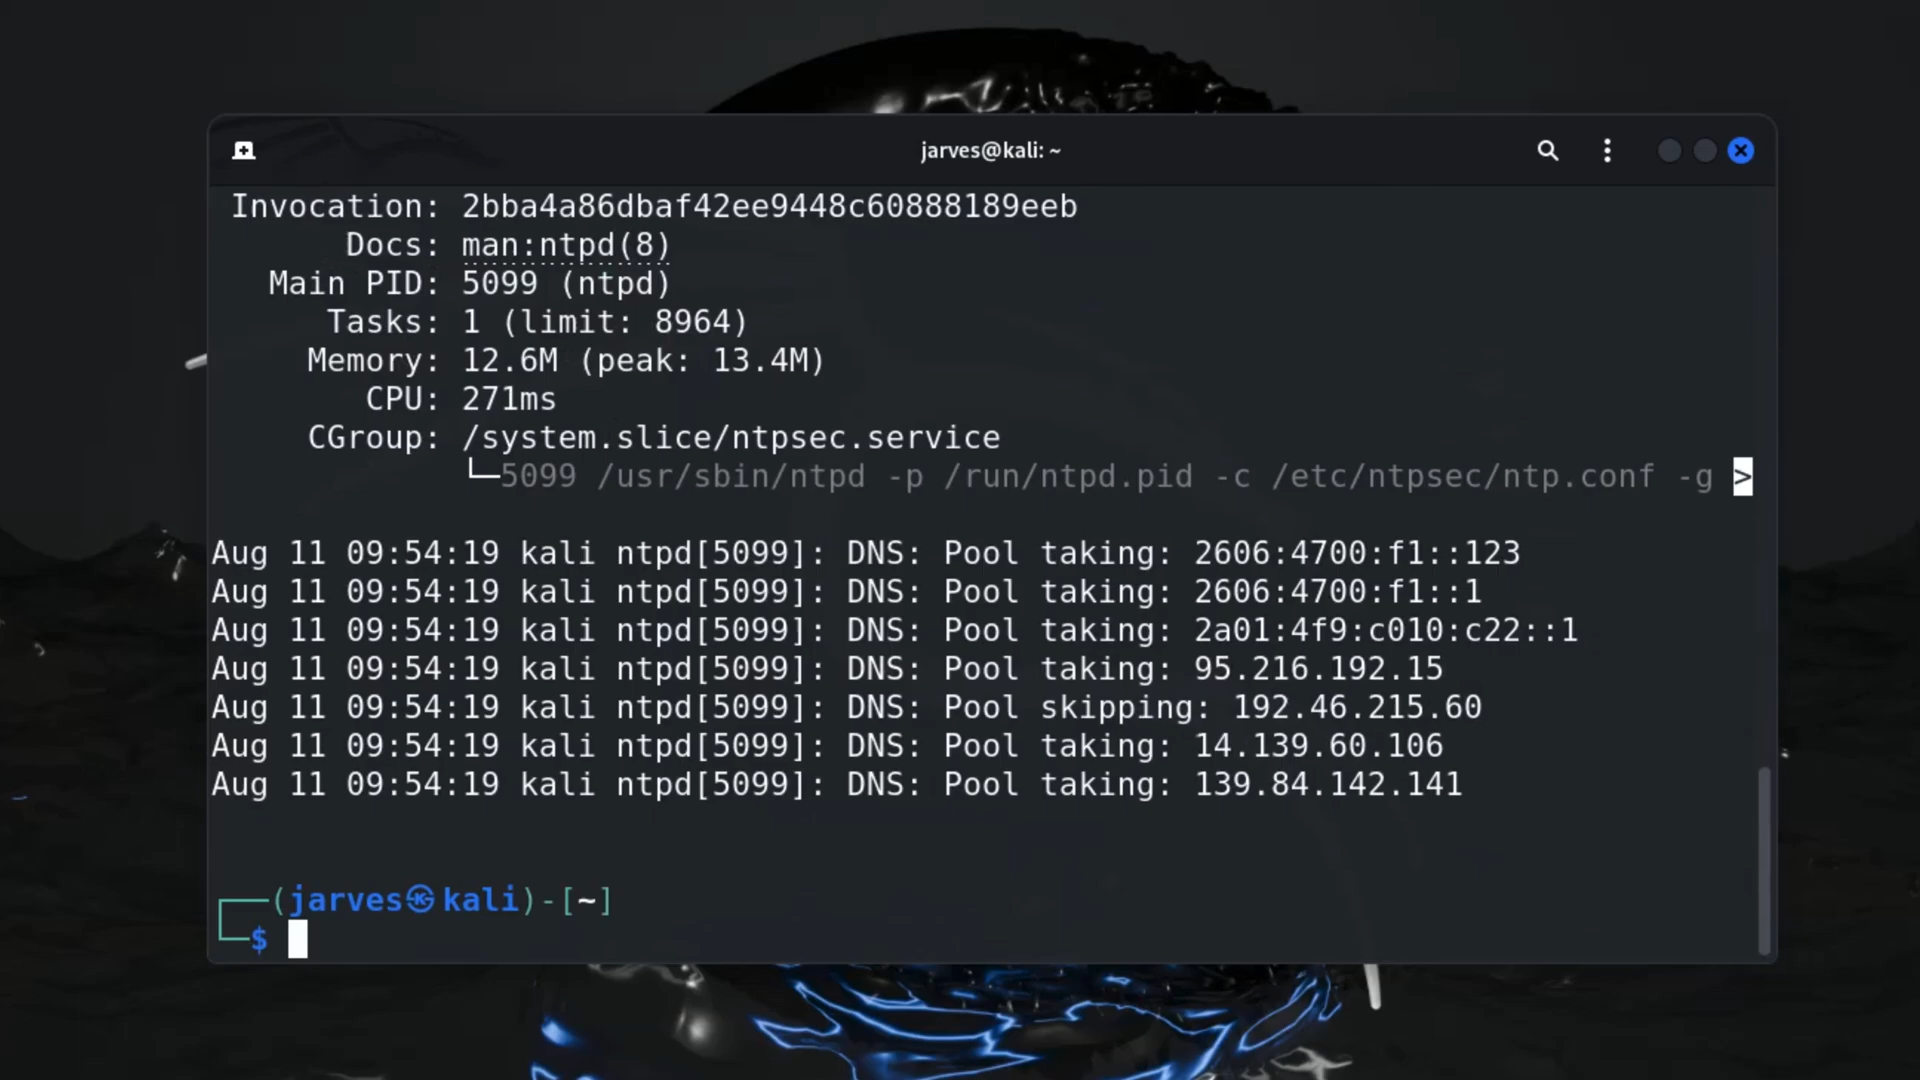 jarves@kali: ~
Invocation: 2bba4a86dbaf42ee9448c60888189eeb
Docs: man:ntpd(8)
Main PID: 5099 (ntpd)
Tasks: 1 (limit: 8964)
Memory: 12.6M (peak: 13.4M)
CPU: 271ms
CGroup: /system.slice/ntpsec.service
└─5099 /usr/sbin/ntpd -p /run/ntpd.pid -c /etc/ntpsec/ntp.conf -g >
Aug 11 09:54:19 kali ntpd[5099]: DNS: Pool taking: 2606:4700:f1::123
Aug 11 09:54:19 kali ntpd[5099]: DNS: Pool taking: 2606:4700:f1::1
Aug 11 09:54:19 kali ntpd[5099]: DNS: Pool taking: 2a01:4f9:c010:c22::1
Aug 11 09:54:19 kali ntpd[5099]: DNS: Pool taking: 95.216.192.15
Aug 11 09:54:19 kali ntpd[5099]: DNS: Pool skipping: 192.46.215.60
Aug 11 09:54:19 kali ntpd[5099]: DNS: Pool taking: 14.139.60.106
Aug 11 09:54:19 kali ntpd[5099]: DNS: Pool taking: 139.84.142.141
┌──(jarves㉿kali)-[~]
└─$